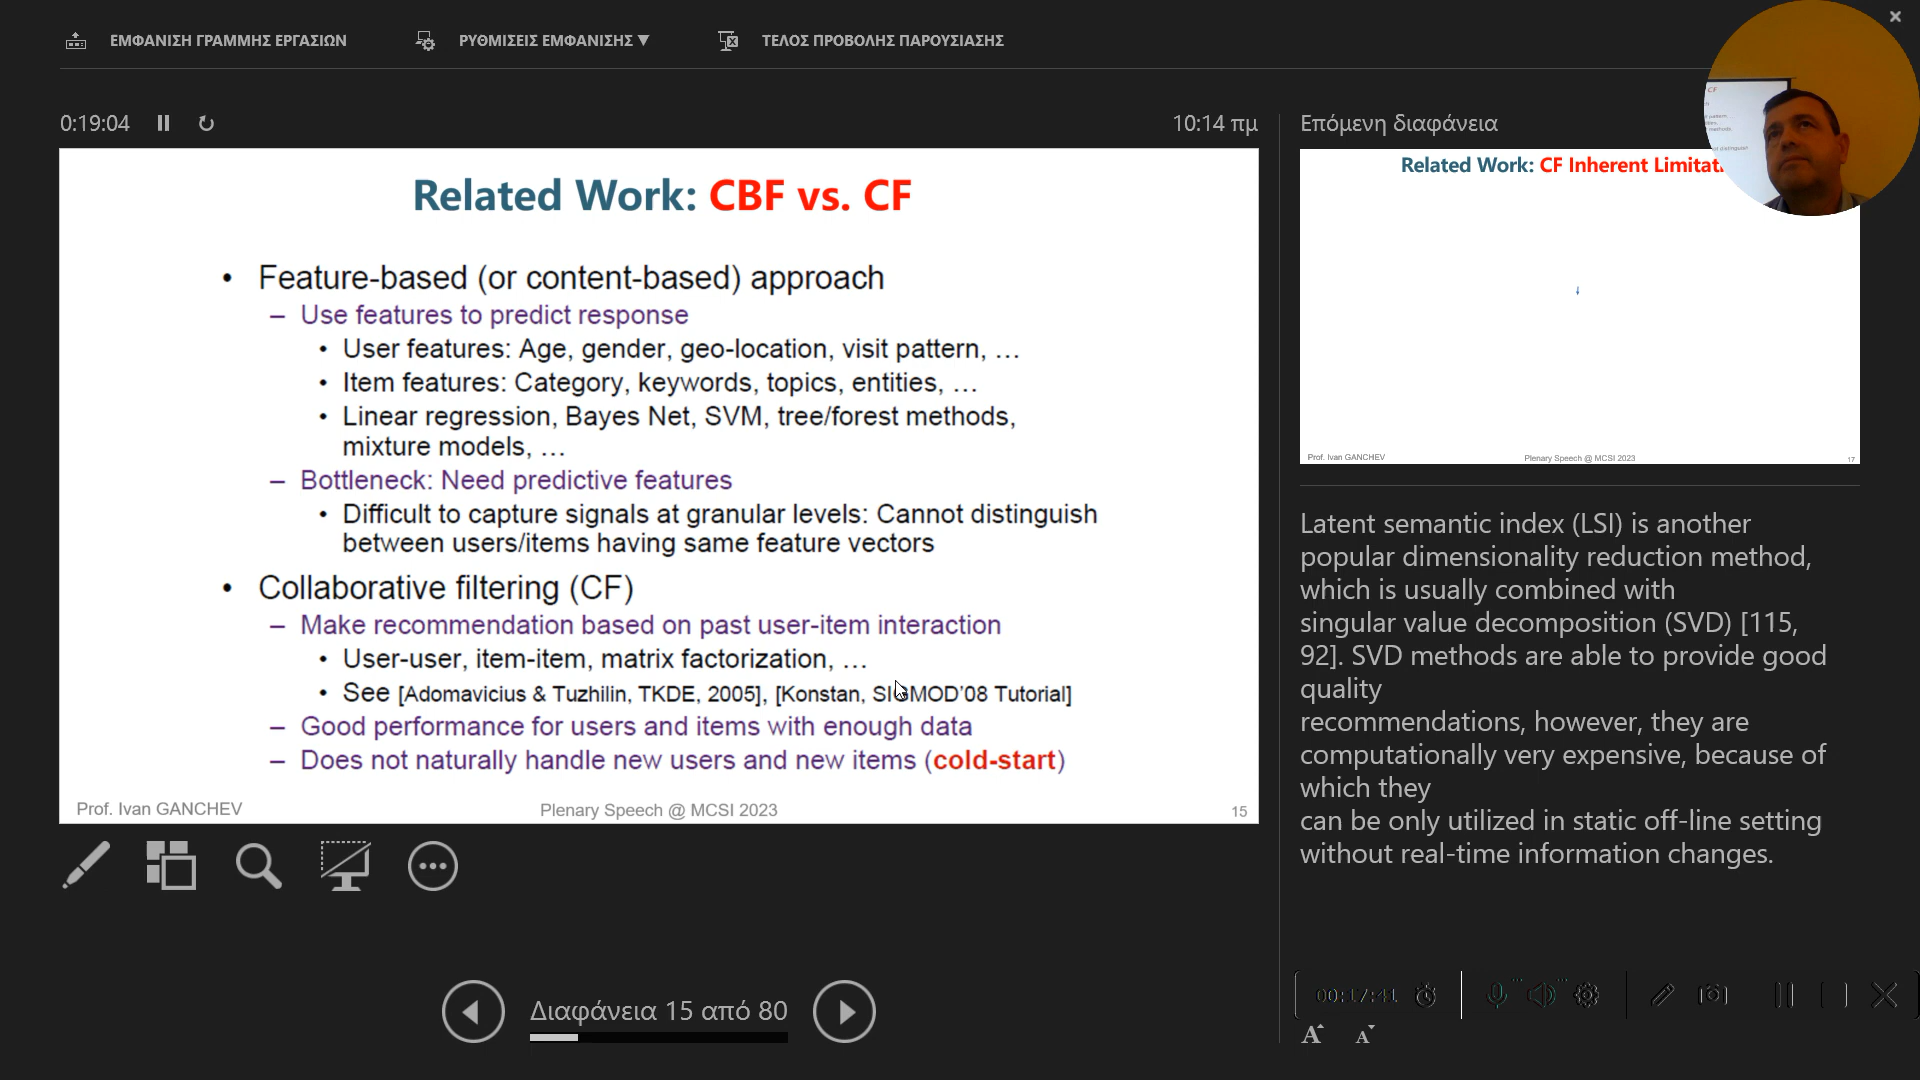 ΕΜΦΑΝΙΣΗ ΓΡΑΜΜΗΣ ΕΡΓΑΣΙΩΝ
ΡΥΘΜΙΣΕΙΣ ΕΜΦΑΝΙΣΗΣ ▼
ΤΕΛΟΣ ΠΡΟΒΟΛΗΣ ΠΑΡΟΥΣΙΑΣΗΣ
0:19:04
10:14 πμ
Related Work: CBF vs. CF
• Feature-based (or content-based) approach
– Use features to predict response
• User features: Age, gender, geo-location, visit pattern, …
• Item features: Category, keywords, topics, entities, …
• Linear regression, Bayes Net, SVM, tree/forest methods,
mixture models, …
– Bottleneck: Need predictive features
• Difficult to capture signals at granular levels: Cannot distinguish
between users/items having same feature vectors
• Collaborative filtering (CF)
– Make recommendation based on past user-item interaction
• User-user, item-item, matrix factorization, …
• See [Adomavicius & Tuzhilin, TKDE, 2005], [Konstan, SIGMOD'08 Tutorial]
– Good performance for users and items with enough data
– Does not naturally handle new users and new items (cold-start)
Prof. Ivan GANCHEV
Plenary Speech @ MCSI 2023
15
Διαφάνεια 15 από 80
Επόμενη διαφάνεια
Related Work: CF Inherent
Prof. Ivan GANCHEV
Plenary Speech @ MCSI 2023
17
Latent semantic index (LSI) is another
popular dimensionality reduction method,
which is usually combined with
singular value decomposition (SVD) [115,
92]. SVD methods are able to provide good
quality
recommendations, however, they are
computationally very expensive, because of
which they
can be only utilized in static off-line setting
without real-time information changes.
00:17:41
A A